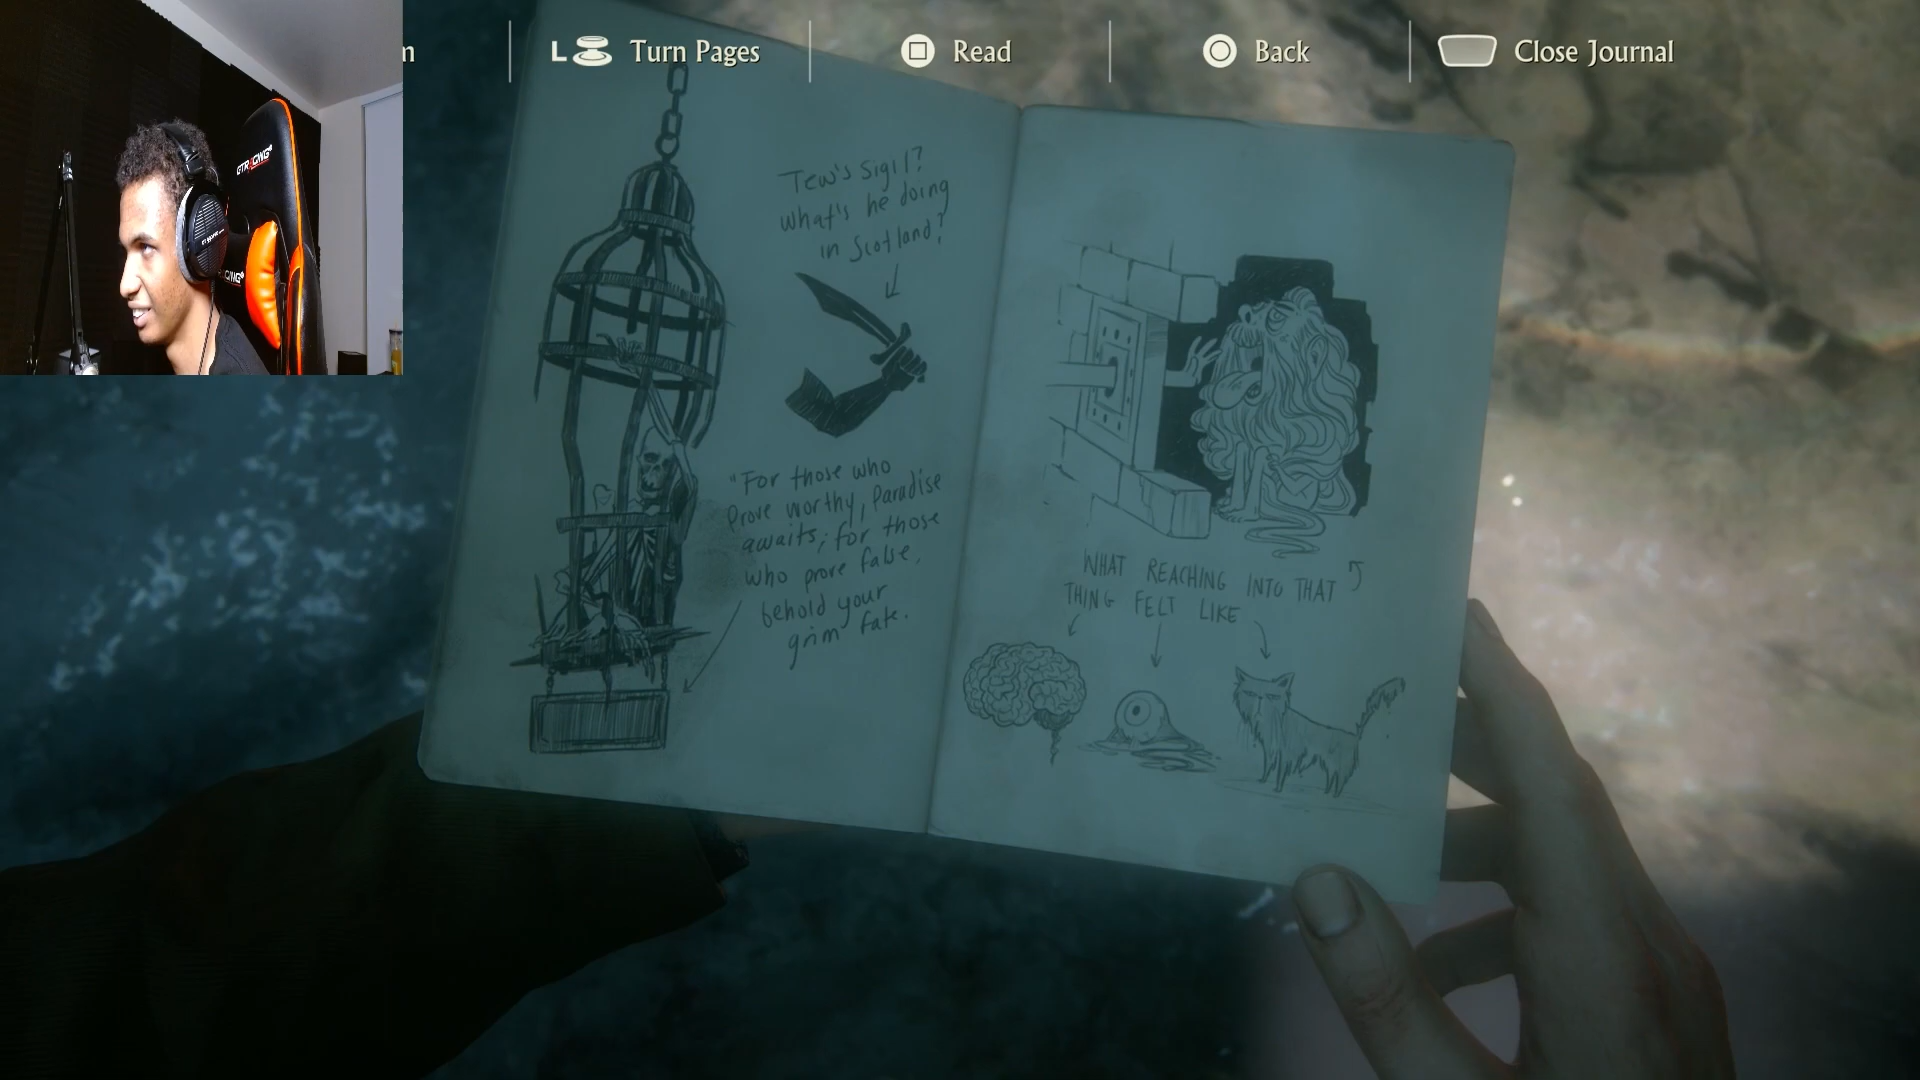 m
L Turn Pages
Read
Back
Close Journal
GTRACING
Tew's sigil?
what's he doing
in Scotland?
"For those who
prove worthy, Paradise
awaits; for those
who prove false,
behold your
grim fate.
WHAT REACHING INTO THAT
THING FELT LIKE